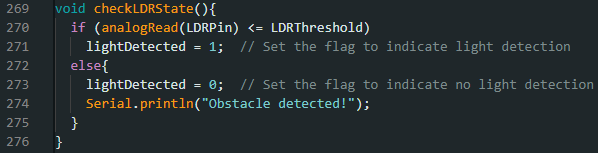 269 void checkLDRState(){
270   if (analogRead(LDRPin) <= LDRThreshold)
271     lightDetected = 1;  // Set the flag to indicate light detection
272   else{
273     lightDetected = 0;  // Set the flag to indicate no light detection
274     Serial.println("Obstacle detected!");
275   }
276 }